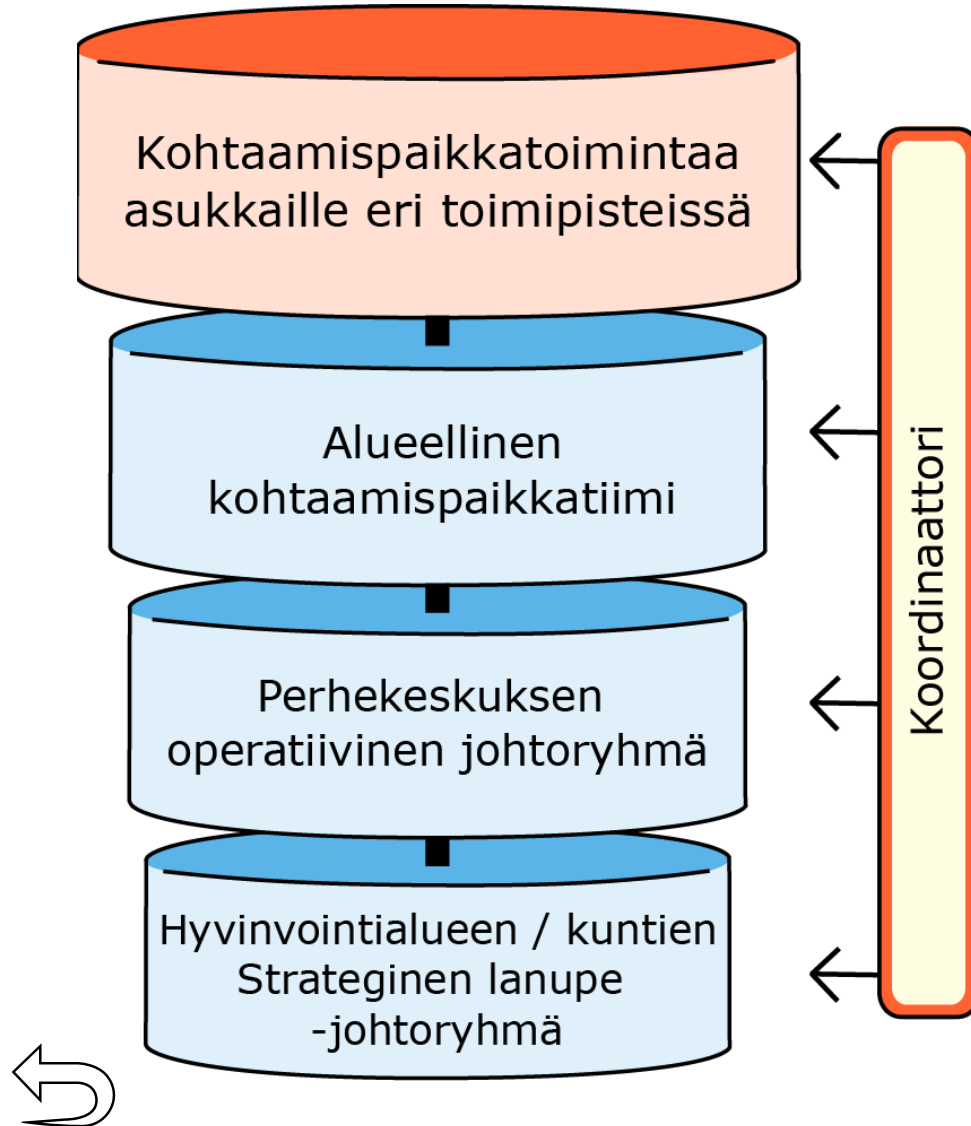 Kohtaamispaikkatoimintaa
asukkaille eri toimipisteissä
Alueellinen
kohtaamispaikkatiimi
Perhekeskuksen
operatiivinen johtoryhmä
Hyvinvointialueen / kuntien
Strateginen lanupe
-johtoryhmä
Koordinaattori